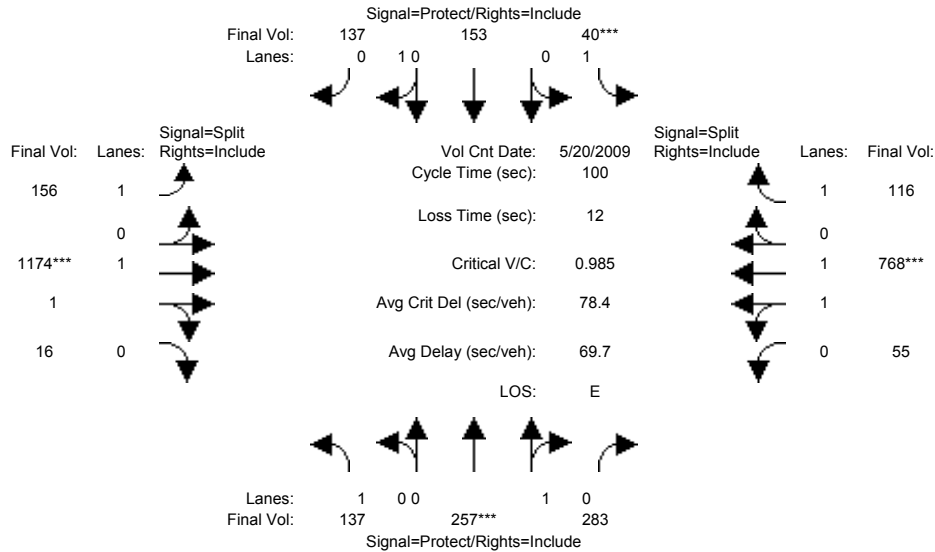 Signal=Protect/Rights=Include
Final Vol: 137 153 40***
Lanes: 0 1 0 0 1
Signal=Split
Final Vol: Lanes: Rights=Include
Vol Cnt Date: 5/20/2009
Signal=Split
Rights=Include Lanes: Final Vol:
Cycle Time (sec): 100
156 1
1 116
Loss Time (sec): 12
0
0
1174*** 1
Critical V/C: 0.985
1 768***
1
Avg Crit Del (sec/veh): 78.4
1
16 0
Avg Delay (sec/veh): 69.7
0 55
LOS: E
Lanes: 1 0 0 1 0
Final Vol: 137 257*** 283
Signal=Protect/Rights=Include